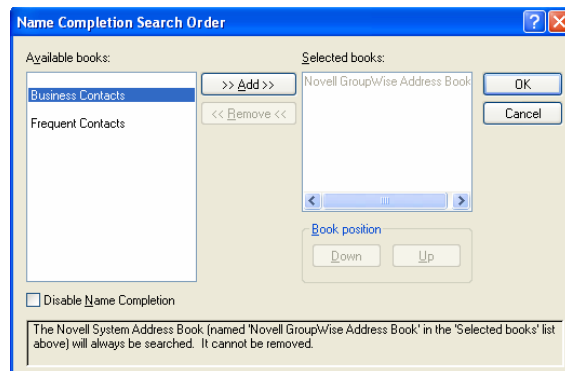 Name Completion Search Order
Available books:
Business Contacts
Frequent Contacts
>> Add >>
<< Remove <<
Selected books:
Novell GroupWise Address Book
OK
Cancel
Book position
Down
Up
Disable Name Completion
The Novell System Address Book (named 'Novell GroupWise Address Book' in the 'Selected books' list
above) will always be searched. It cannot be removed.